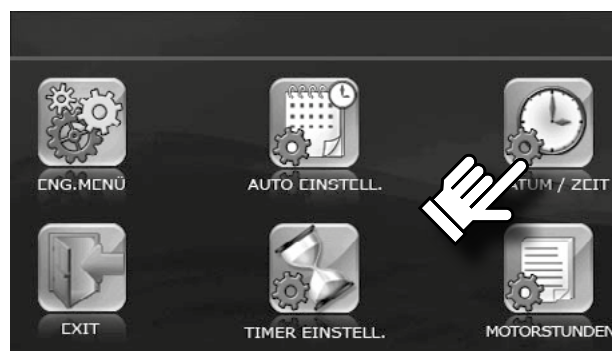 ENG.MENÜ
AUTO EINSTELL.
ATUM / ZEIT
EXIT
TIMER EINSTELL.
MOTORSTUNDEN